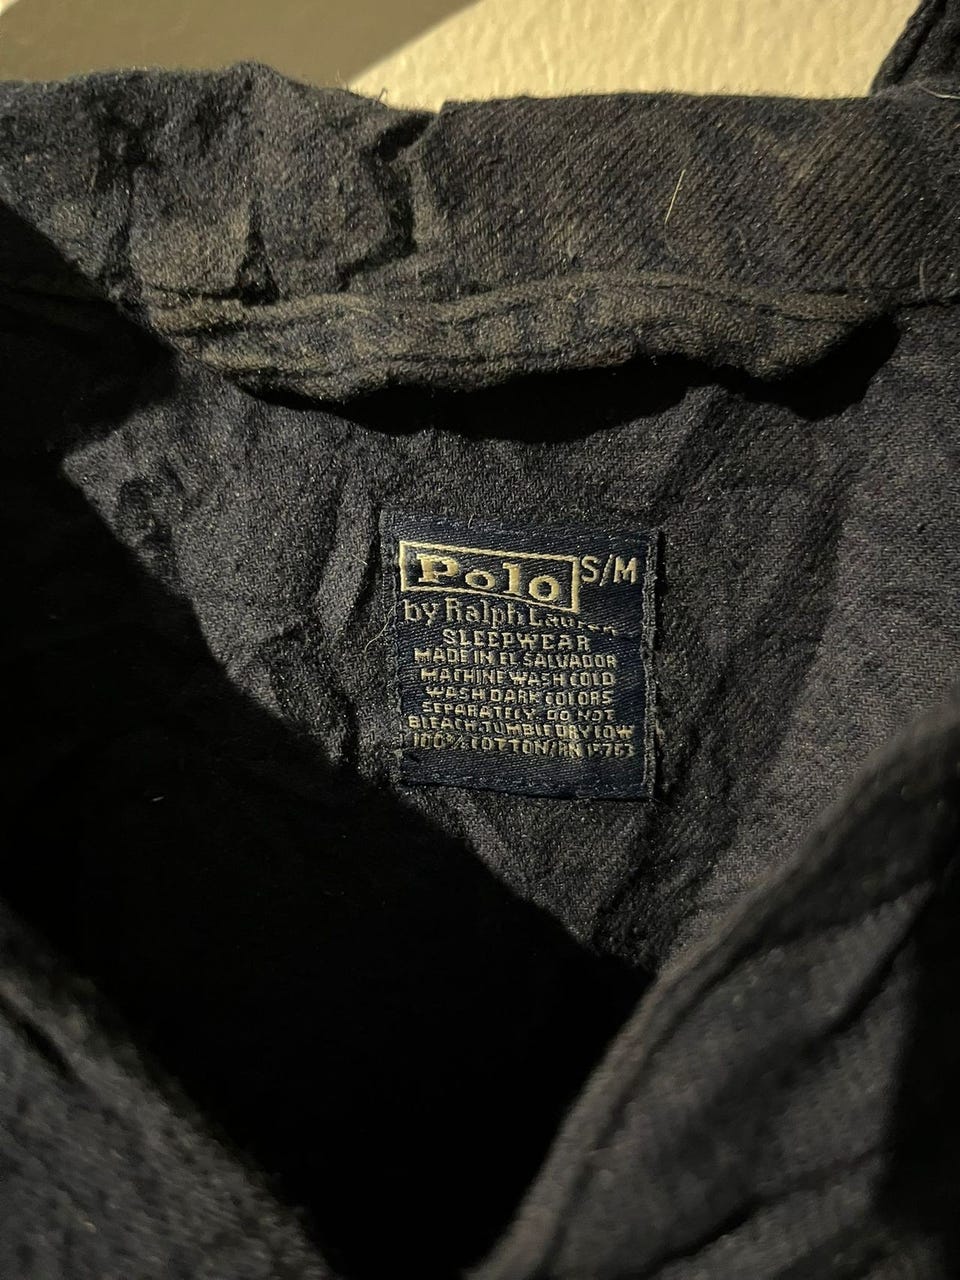 Polo S/M
by Ralph Lauren
SLEEPWEAR
MADE IN EL SALVADOR
MACHINE WASH COLD
WASH DARK COLORS
SEPARATELY. DO NOT
BLEACH.TUMBLE DRY LOW
100% COTTON/RN